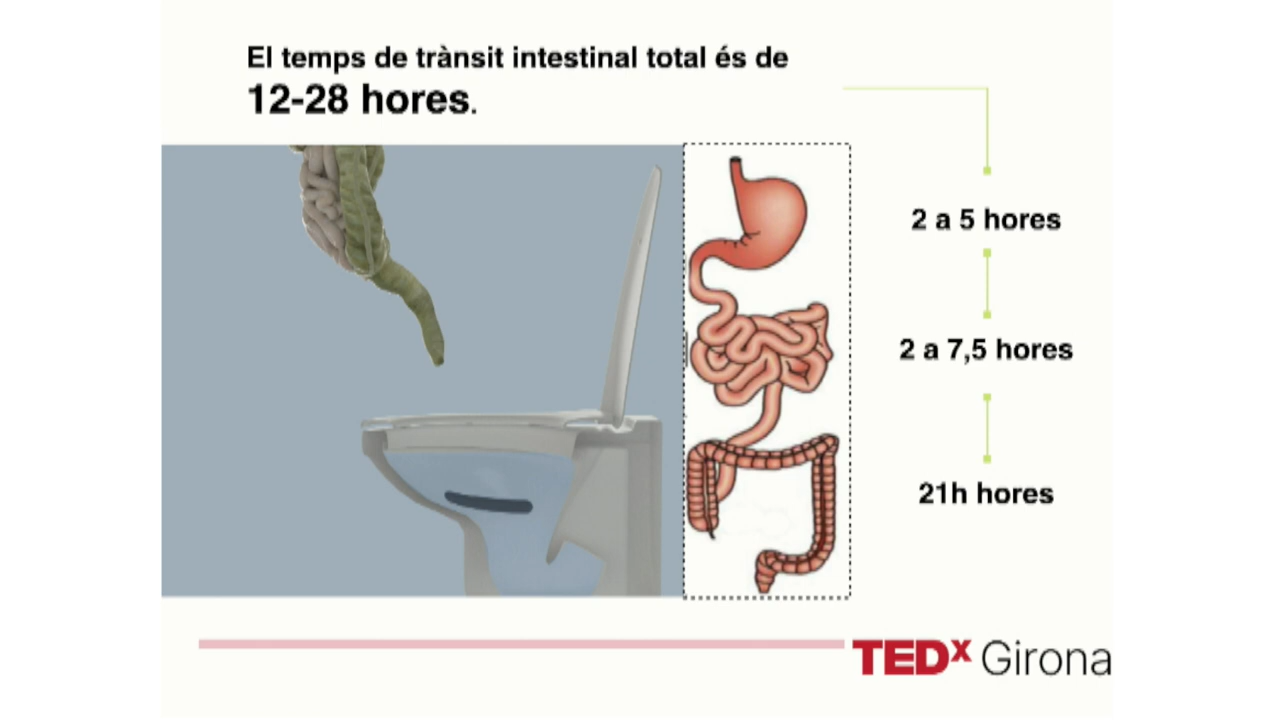 El temps de trànsit intestinal total és de
12-28 hores.
2 a 5 hores
2 a 7,5 hores
21h hores
TEDx Girona